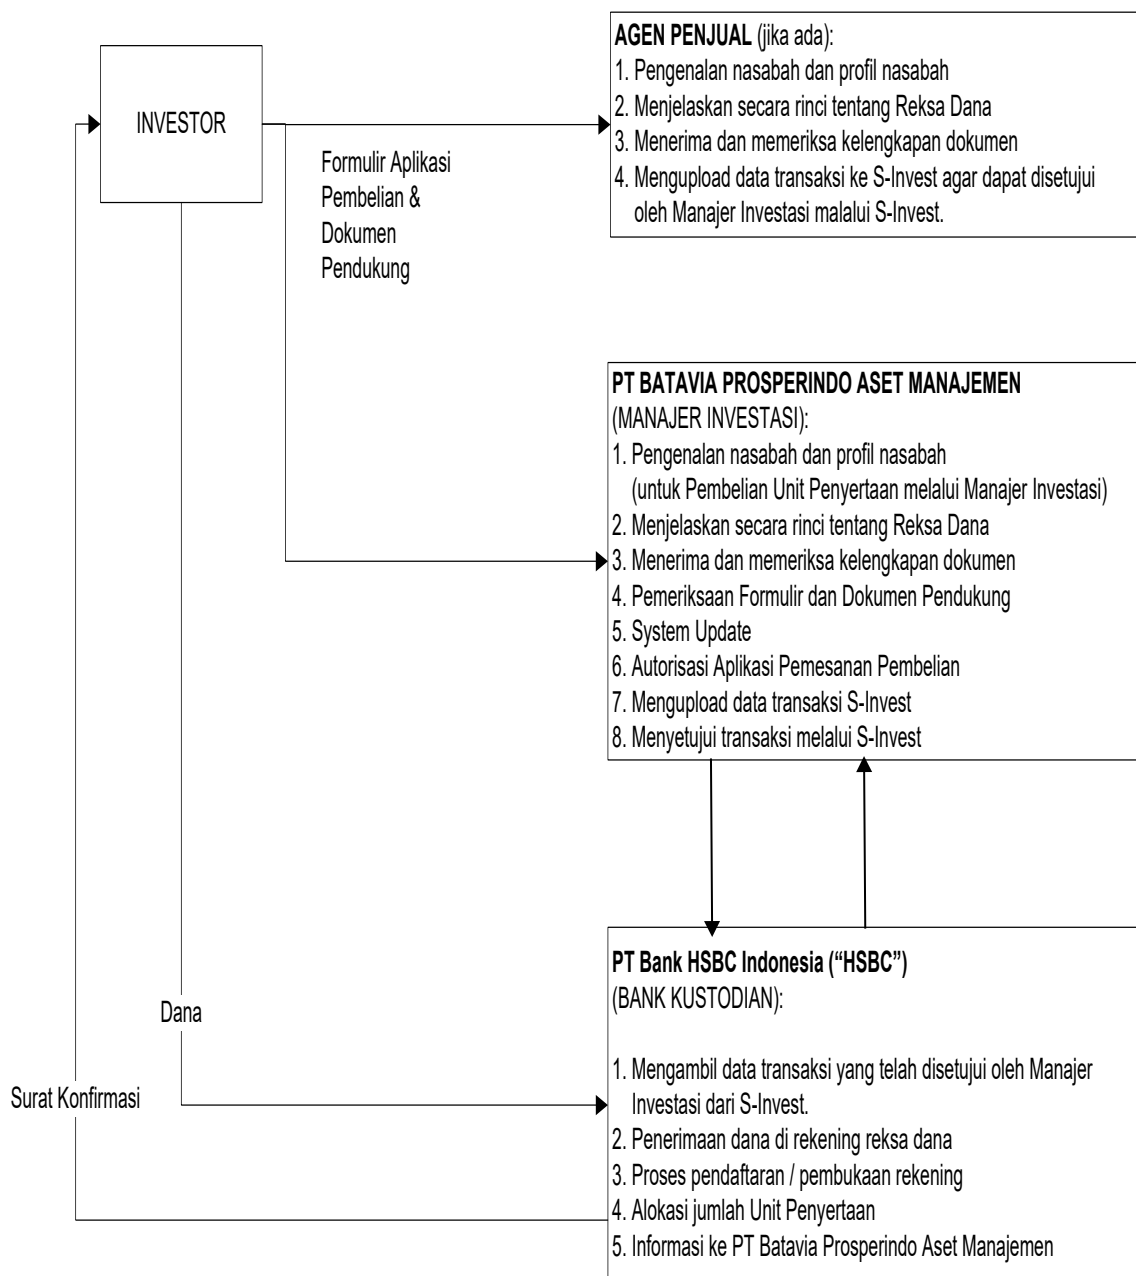 AGEN PENJUAL (jika ada):
1. Pengenalan nasabah dan profil nasabah
2. Menjelaskan secara rinci tentang Reksa Dana
3. Menerima dan memeriksa kelengkapan dokumen
4. Mengupload data transaksi ke S-Invest agar dapat disetujui
oleh Manajer Investasi malalui S-Invest.
INVESTOR
Formulir Aplikasi
Pembelian &
Dokumen
Pendukung
PT BATAVIA PROSPERINDO ASET MANAJEMEN
(MANAJER INVESTASI):
1. Pengenalan nasabah dan profil nasabah
(untuk Pembelian Unit Penyertaan melalui Manajer Investasi)
2. Menjelaskan secara rinci tentang Reksa Dana
3. Menerima dan memeriksa kelengkapan dokumen
4. Pemeriksaan Formulir dan Dokumen Pendukung
5. System Update
6. Autorisasi Aplikasi Pemesanan Pembelian
7. Mengupload data transaksi S-Invest
8. Menyetujui transaksi melalui S-Invest
PT Bank HSBC Indonesia (“HSBC”)
(BANK KUSTODIAN):
1. Mengambil data transaksi yang telah disetujui oleh Manajer
Investasi dari S-Invest.
2. Penerimaan dana di rekening reksa dana
3. Proses pendaftaran / pembukaan rekening
4. Alokasi jumlah Unit Penyertaan
5. Informasi ke PT Batavia Prosperindo Aset Manajemen
Dana
Surat Konfirmasi